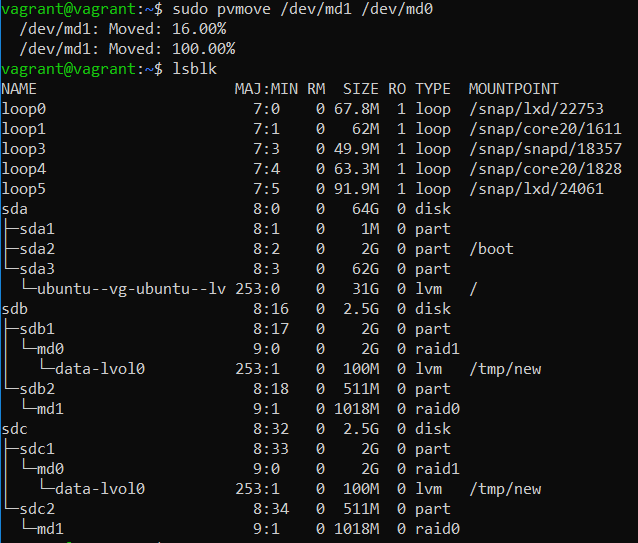 vagrant@vagrant:~$ sudo pvmove /dev/md1 /dev/md0
  /dev/md1: Moved: 16.00%
  /dev/md1: Moved: 100.00%
vagrant@vagrant:~$ lsblk
NAME                      MAJ:MIN RM  SIZE RO TYPE  MOUNTPOINT
loop0                       7:0    0 67.8M  1 loop  /snap/lxd/22753
loop1                       7:1    0   62M  1 loop  /snap/core20/1611
loop3                       7:3    0 49.9M  1 loop  /snap/snapd/18357
loop4                       7:4    0 63.3M  1 loop  /snap/core20/1828
loop5                       7:5    0 91.9M  1 loop  /snap/lxd/24061
sda                         8:0    0   64G  0 disk
├─sda1                      8:1    0    1M  0 part
├─sda2                      8:2    0    2G  0 part  /boot
└─sda3                      8:3    0   62G  0 part
  └─ubuntu--vg-ubuntu--lv 253:0    0   31G  0 lvm   /
sdb                         8:16   0  2.5G  0 disk
├─sdb1                      8:17   0    2G  0 part
│ └─md0                     9:0    0    2G  0 raid1
│   └─data-lvol0          253:1    0  100M  0 lvm   /tmp/new
└─sdb2                      8:18   0  511M  0 part
  └─md1                     9:1    0 1018M  0 raid0
sdc                         8:32   0  2.5G  0 disk
├─sdc1                      8:33   0    2G  0 part
│ └─md0                     9:0    0    2G  0 raid1
│   └─data-lvol0          253:1    0  100M  0 lvm   /tmp/new
└─sdc2                      8:34   0  511M  0 part
  └─md1                     9:1    0 1018M  0 raid0